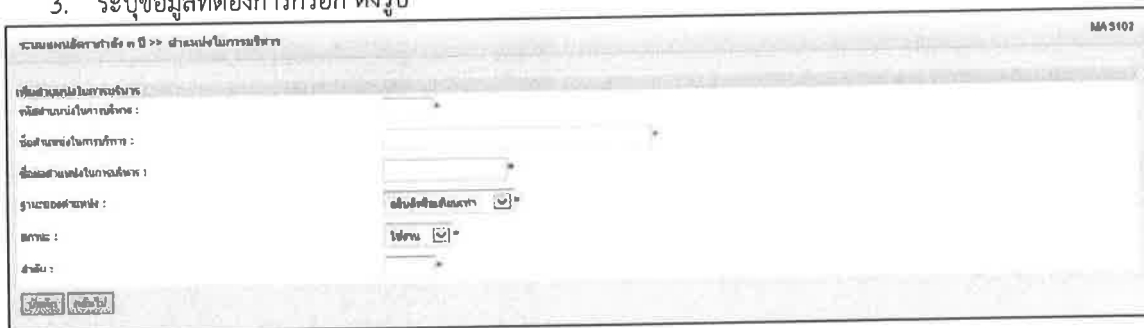 3. ระบุข้อมูลที่ต้องการกรอก ดังรูป
ระบบแผนอัตรากำลัง ๓ ปี >> ตำแหน่งในการบริหาร
MAS102
เพิ่มตำแหน่งในการบริหาร
รหัสตำแหน่งในการบริหาร : *
ชื่อตำแหน่งในการบริหาร : *
ชื่อย่อตำแหน่งในการบริหาร : *
ฐานะของตำแหน่ง : *
สถานะ : ใช้งาน *
ลำดับ : *
บันทึก